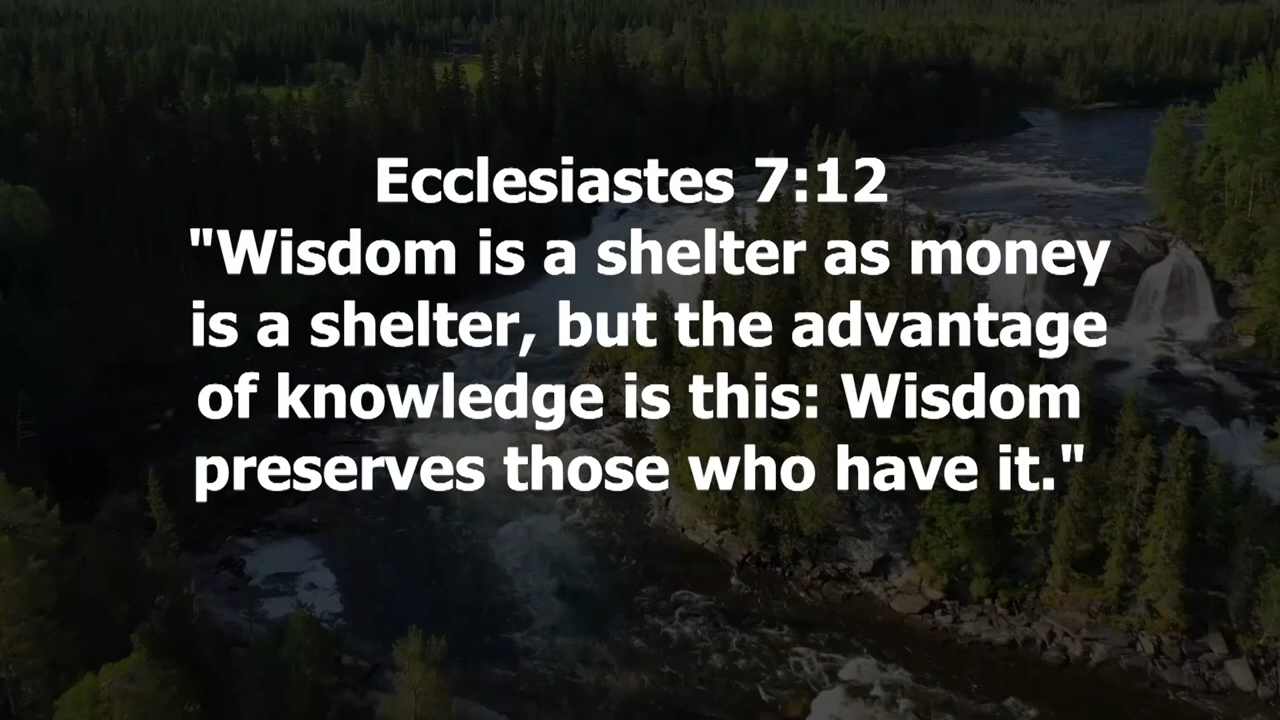 Ecclesiastes 7:12
"Wisdom is a shelter as money
is a shelter, but the advantage
of knowledge is this: Wisdom
preserves those who have it."